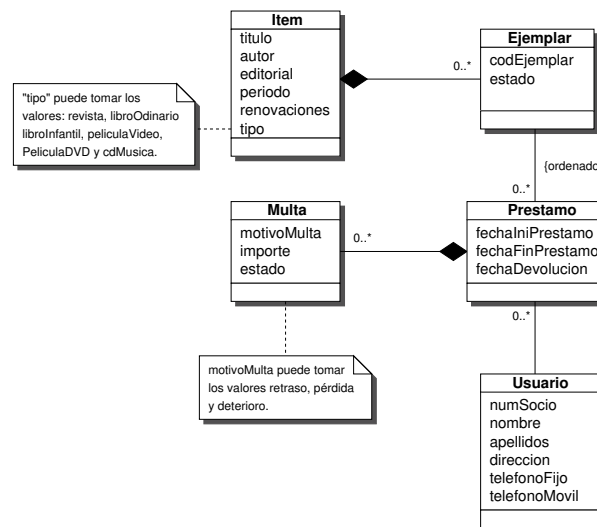 Item
titulo
autor
editorial
periodo
renovaciones
tipo
0..*
Ejemplar
codEjemplar
estado
"tipo" puede tomar los
valores: revista, libroOdinario
libroInfantil, peliculaVideo,
PeliculaDVD y cdMusica.
{ordenado
0..*
Multa
motivoMulta
importe
estado
0..*
Prestamo
fechaIniPrestamo
fechaFinPrestamo
fechaDevolucion
0..*
motivoMulta puede tomar
los valores retraso, pérdida
y deterioro.
Usuario
numSocio
nombre
apellidos
direccion
telefonoFijo
telefonoMovil